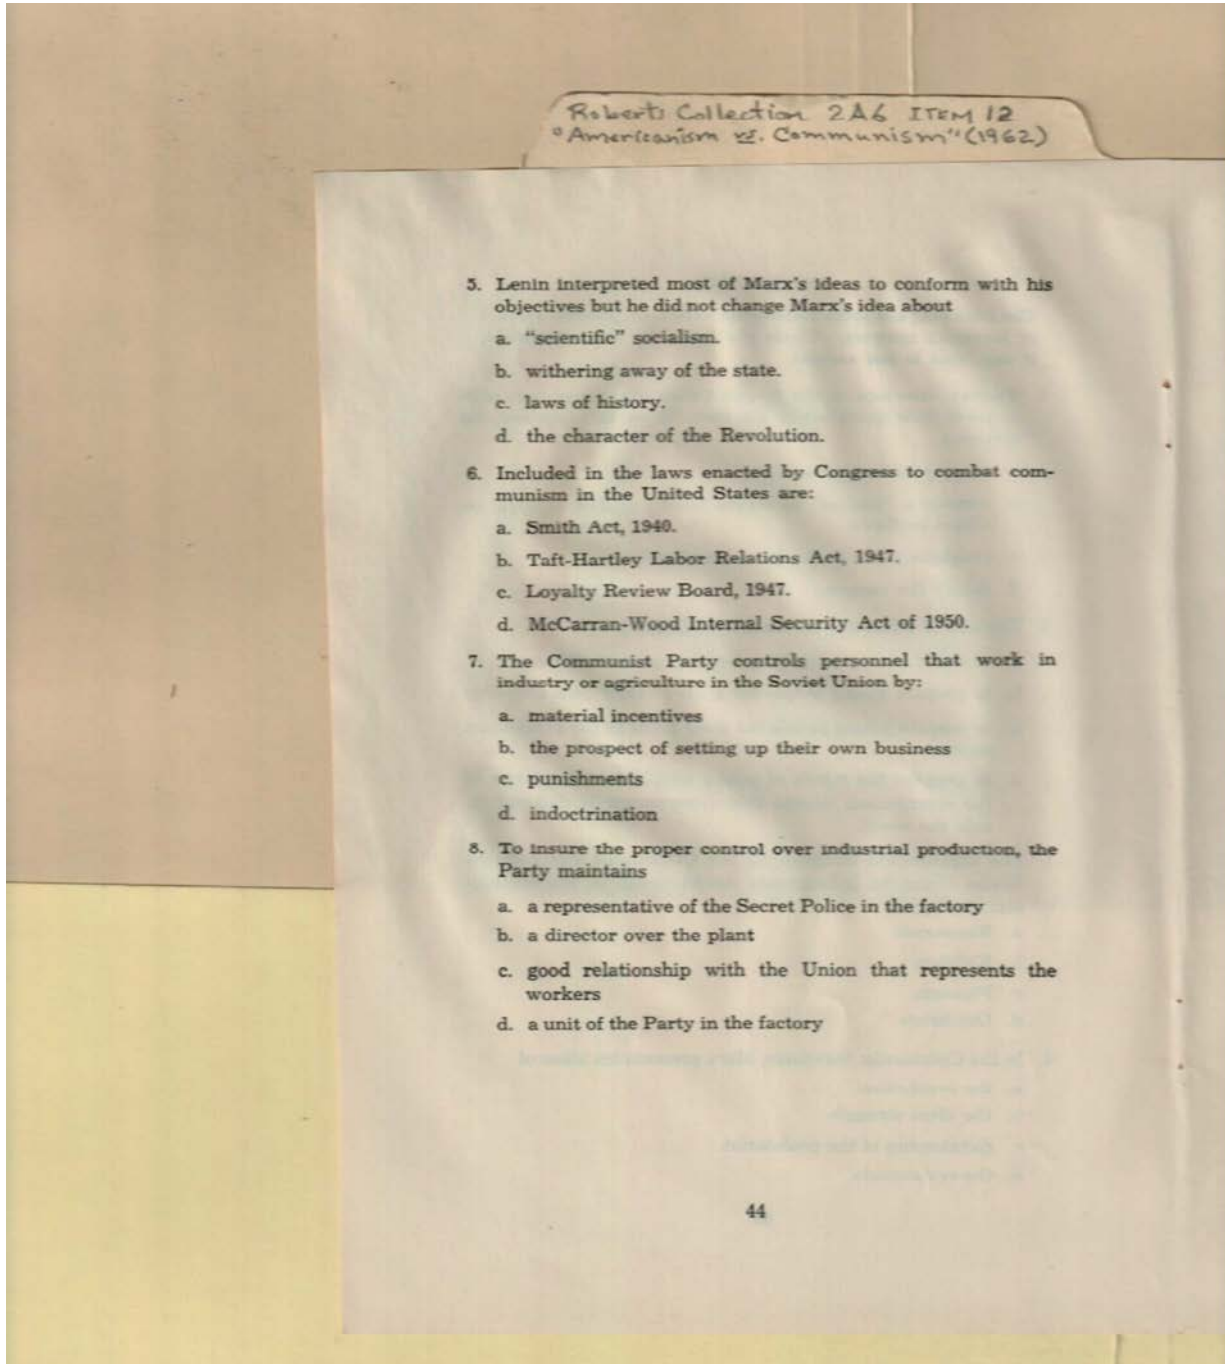 Roberts Collection 2A6 ITEM 12
"Americanism vs. Communism" (1962)
5. Lenin interpreted most of Marx's ideas to conform with his
objectives but he did not change Marx's idea about
a. "scientific" socialism.
b. withering away of the state.
c. laws of history.
d. the character of the Revolution.
6. Included in the laws enacted by Congress to combat com-
munism in the United States are:
a. Smith Act, 1940.
b. Taft-Hartley Labor Relations Act, 1947.
c. Loyalty Review Board, 1947.
d. McCarran-Wood Internal Security Act of 1950.
7. The Communist Party controls personnel that work in
industry or agriculture in the Soviet Union by:
a. material incentives
b. the prospect of setting up their own business
c. punishments
d. indoctrination
8. To insure the proper control over industrial production, the
Party maintains
a. a representative of the Secret Police in the factory
b. a director over the plant
c. good relationship with the Union that represents the
workers
d. a unit of the Party in the factory
44